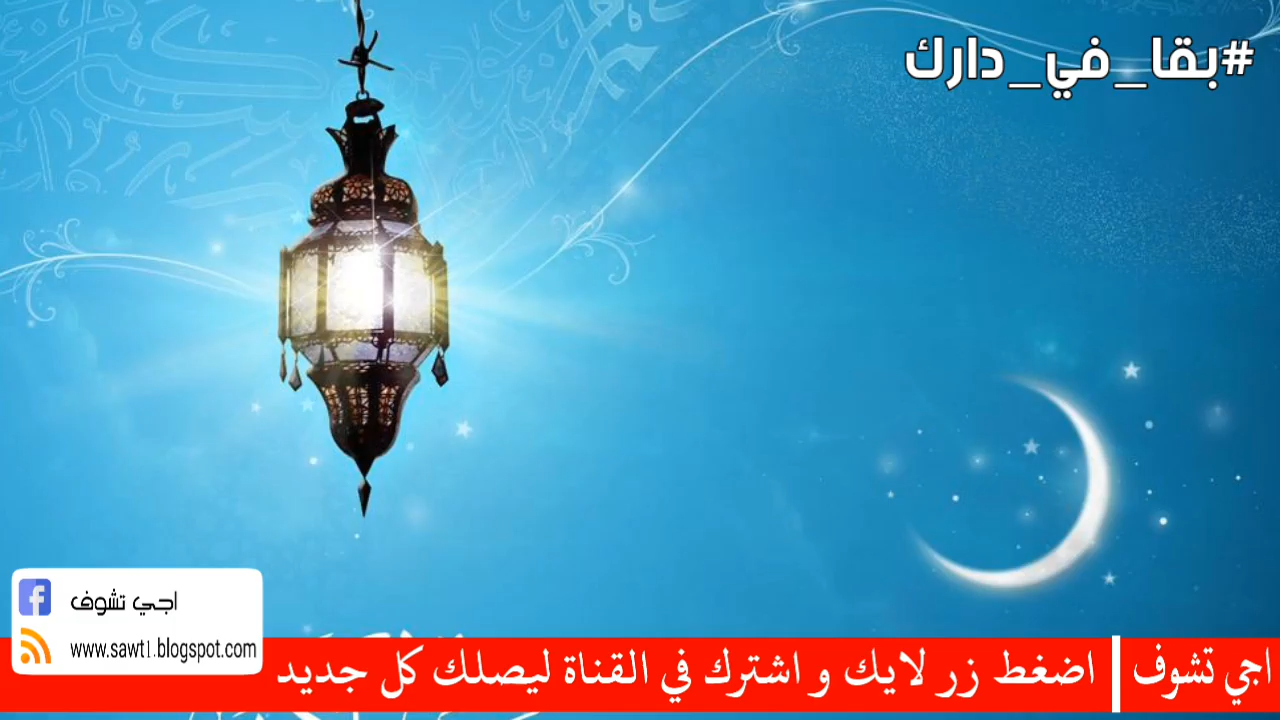 #بقا_في_دارك
اجي تشوف
www.sawt1.blogspot.com
اجي تشوف | اضغط زر لايك و اشترك في القناة ليصلك كل جديد